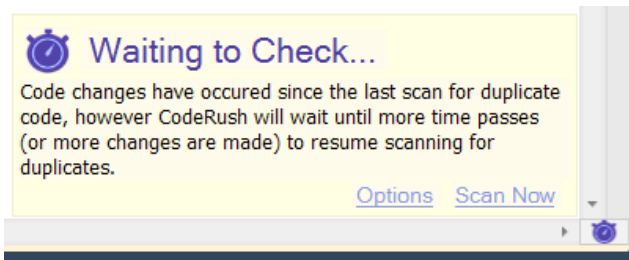 Waiting to Check...
Code changes have occured since the last scan for duplicate
code, however CodeRush will wait until more time passes
(or more changes are made) to resume scanning for
duplicates.
Options Scan Now